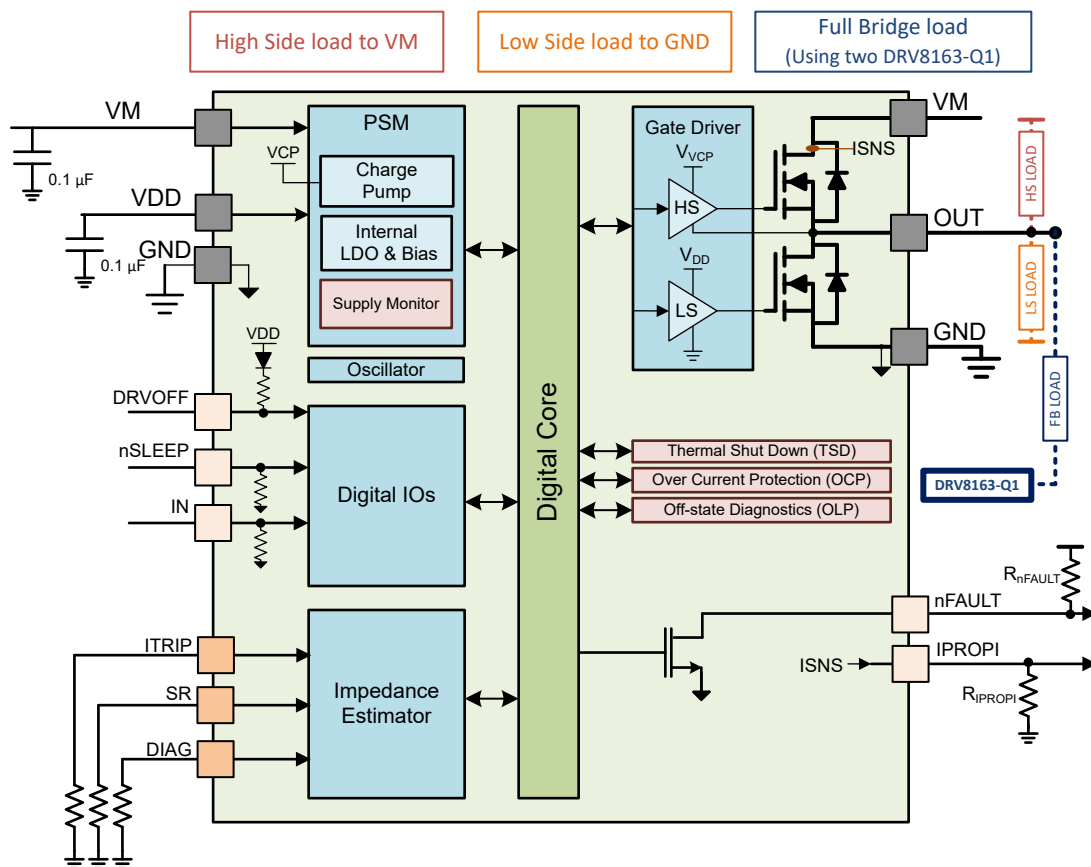 High Side load to VM
Low Side load to GND
Full Bridge load
(Using two DRV8163-Q1)
VM
0.1 µF
VDD
0.1 µF
GND
PSM
VCP
Charge
Pump
Internal
LDO & Bias
Supply Monitor
Oscillator
VDD
DRVOFF
nSLEEP
IN
Digital IOs
ITRIP
SR
DIAG
Impedance
Estimator
Digital Core
Gate Driver
VVCP
HS
VDD
LS
ISNS
VM
OUT
GND
HS LOAD
LS LOAD
FB LOAD
DRV8163-Q1
Thermal Shut Down (TSD)
Over Current Protection (OCP)
Off-state Diagnostics (OLP)
RnFAULT
nFAULT
ISNS
IPROPI
RIPROPI